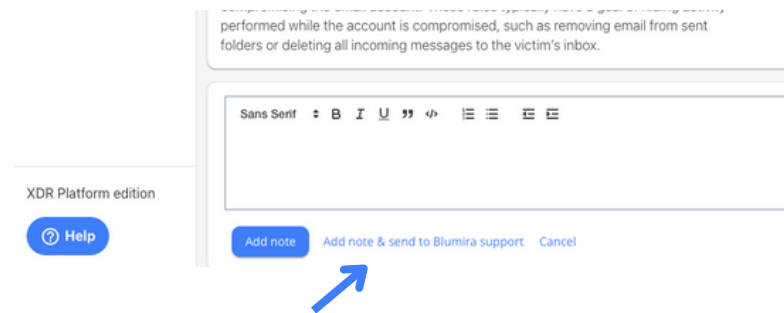 performed while the account is compromised, such as removing email from sent
folders or deleting all incoming messages to the victim's inbox.
Sans Serif B I U
XDR Platform edition
Help
Add note Add note & send to Blumira support Cancel